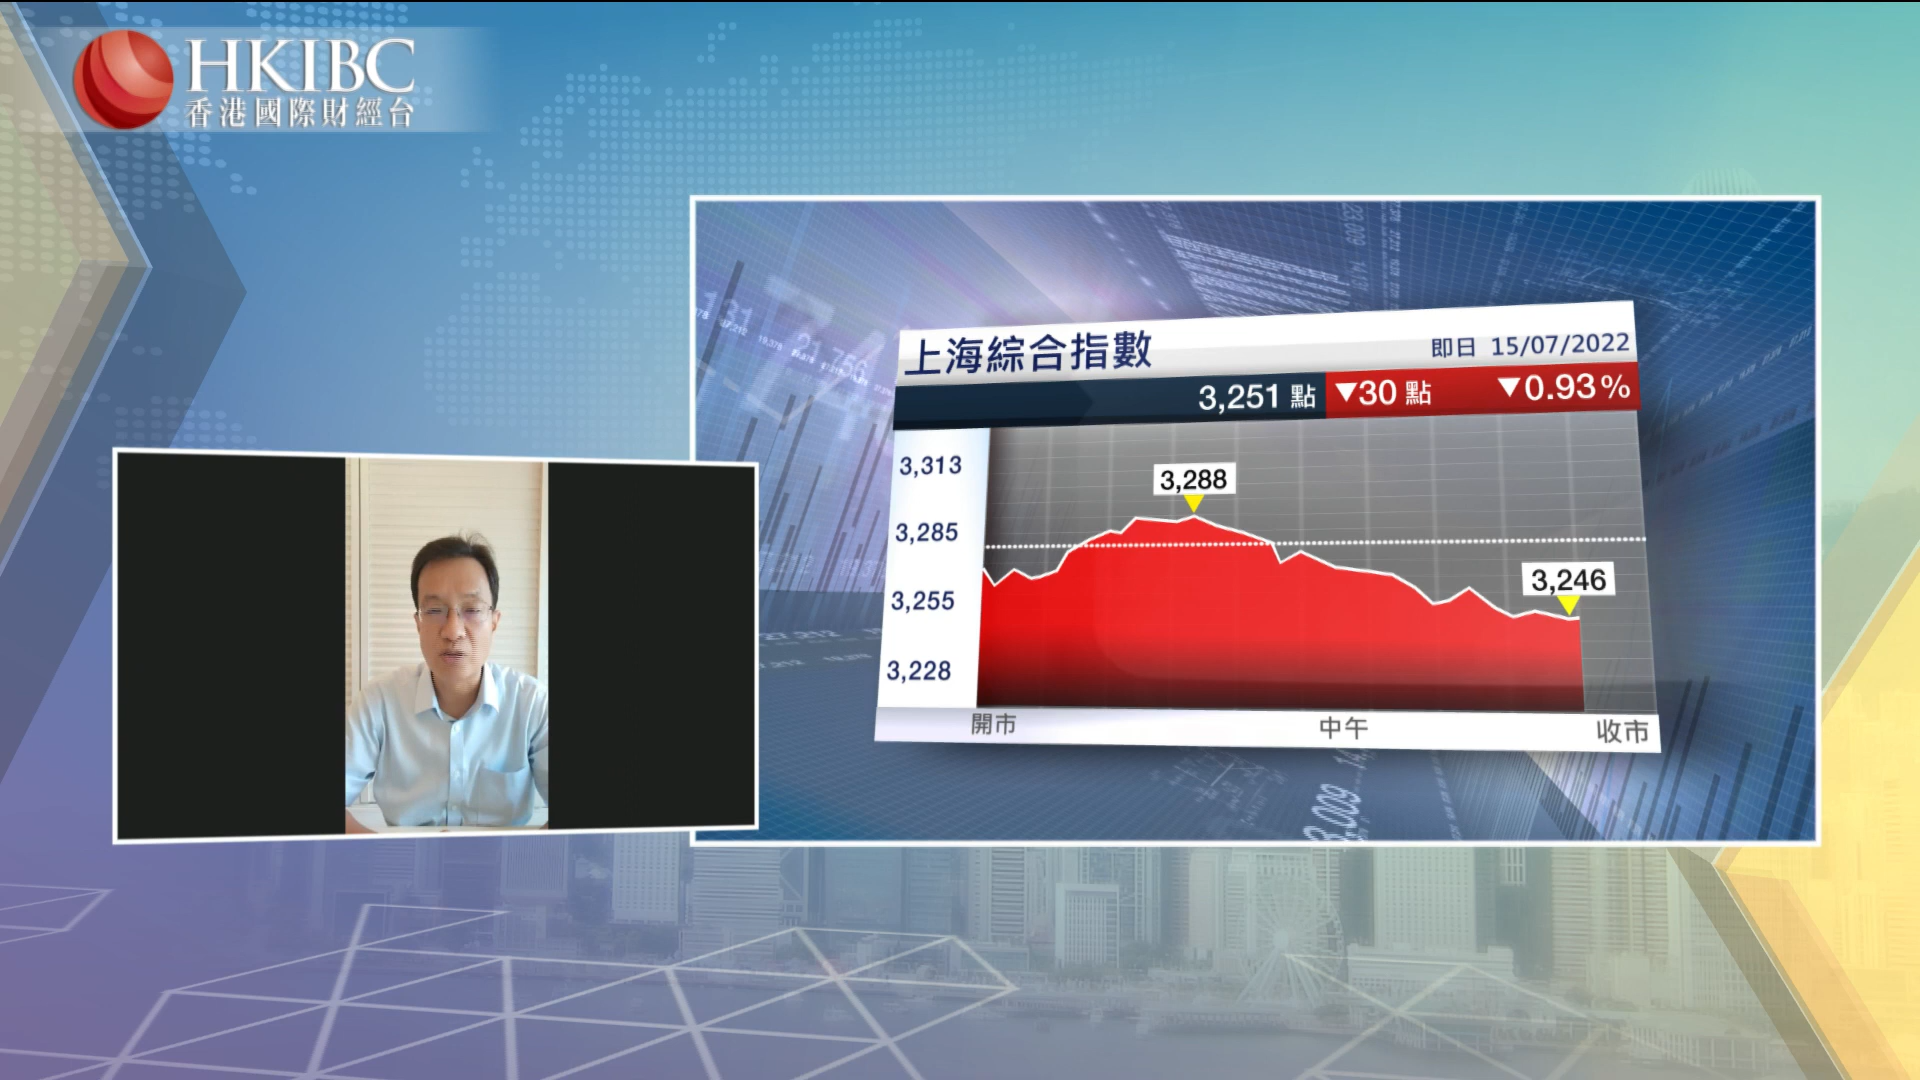 HKIBC
香港國際財經台
上海綜合指數
即日 15/07/2022
3,251 點 ▼30 點 ▼0.93%
3,313
3,285
3,255
3,228
3,288
3,246
開市 中午 收市